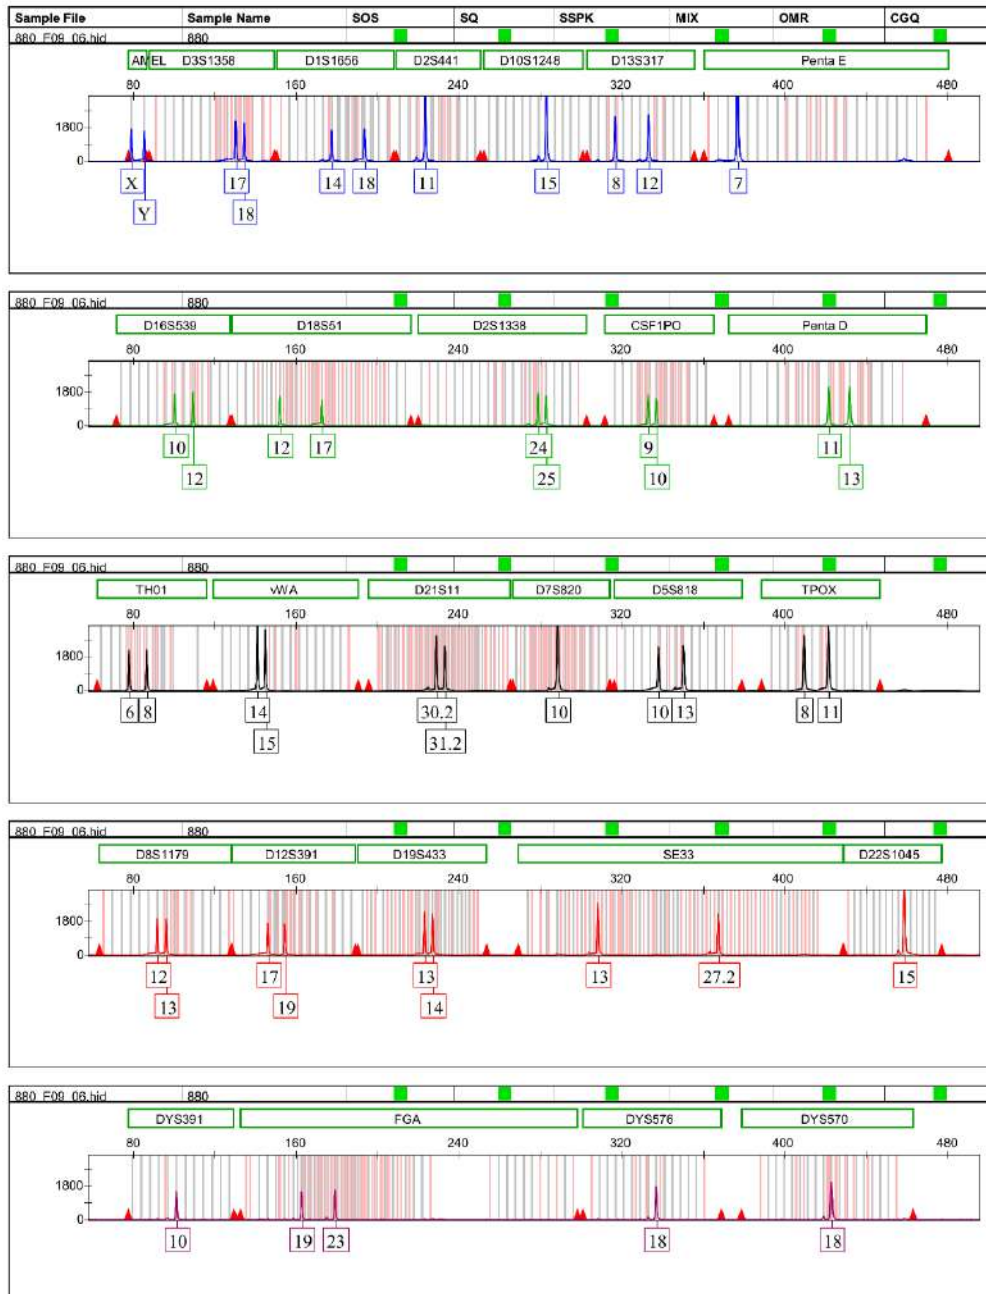 Sample File Sample Name SOS SQ SSPK MIX OMR CGQ
880_F09_06.hid 880
AMEL D3S1358 D1S1656 D2S441 D10S1248 D13S317 Penta E
80 160 240 320 400 480
1800
0
X 17 14 18 11 15 8 12 7
Y 18
880_F09_06.hid 880
D16S539 D18S51 D2S1338 CSF1PO Penta D
80 160 240 320 400 480
1800
0
10 12 17 24 9 11
12 25 10 13
880_F09_06.hid 880
TH01 vWA D21S11 D7S820 D5S818 TPOX
80 160 240 320 400 480
1800
0
6 8 14 30.2 10 10 13 8 11
15 31.2
880_F09_06.hid 880
D8S1179 D12S391 D19S433 SE33 D22S1045
80 160 240 320 400 480
1800
0
12 17 13 13 27.2 15
13 19 14
880_F09_06.hid 880
DYS391 FGA DYS576 DYS570
80 160 240 320 400 480
1800
0
10 19 23 18 18